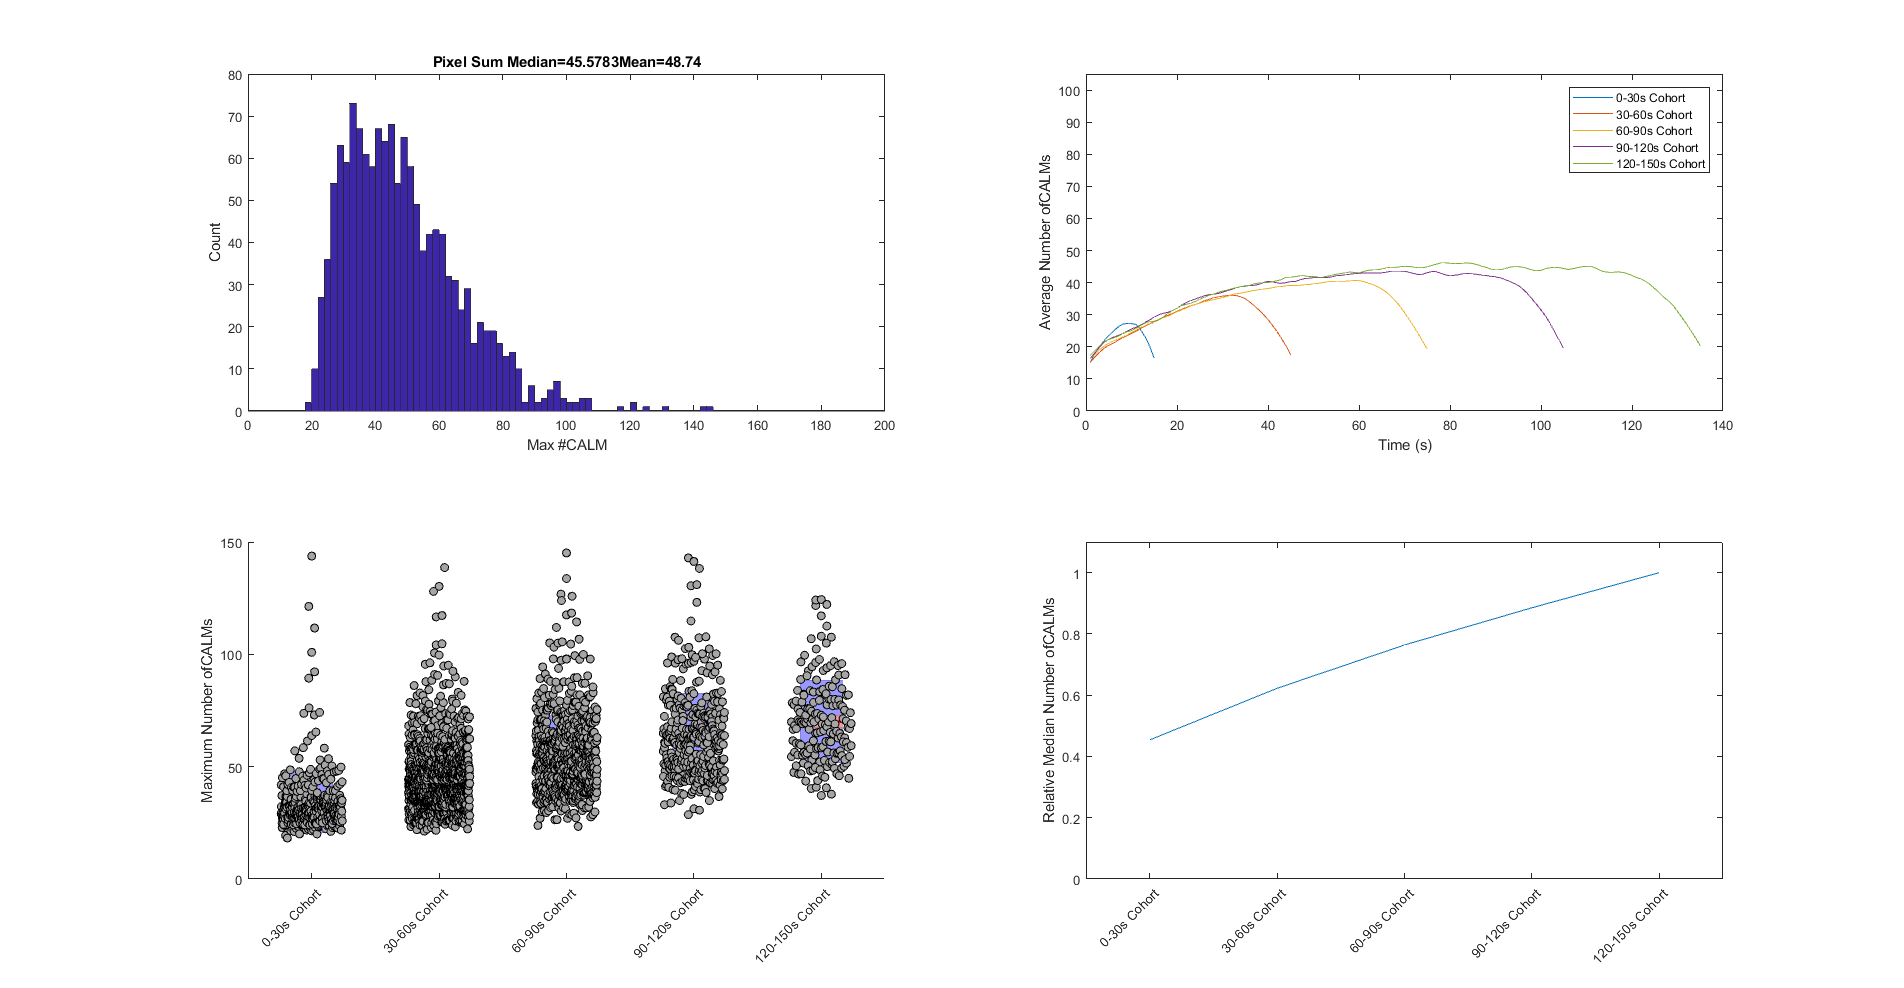 Pixel Sum Median=45.5783Mean=48.74
80
70
60
50
40
30
20
10
0
Count
0 20 40 60 80 100 120 140 160 180 200
Max #CALM
100
90
80
70
60
50
40
30
20
10
0
Average Number ofCALMs
0-30s Cohort
30-60s Cohort
60-90s Cohort
90-120s Cohort
120-150s Cohort
0 20 40 60 80 100 120 140
Time (s)
150
100
50
0
Maximum Number ofCALMs
0-30s Cohort
30-60s Cohort
60-90s Cohort
90-120s Cohort
120-150s Cohort
1
0.8
0.6
0.4
0.2
0
Relative Median Number ofCALMs
0-30s Cohort
30-60s Cohort
60-90s Cohort
90-120s Cohort
120-150s Cohort